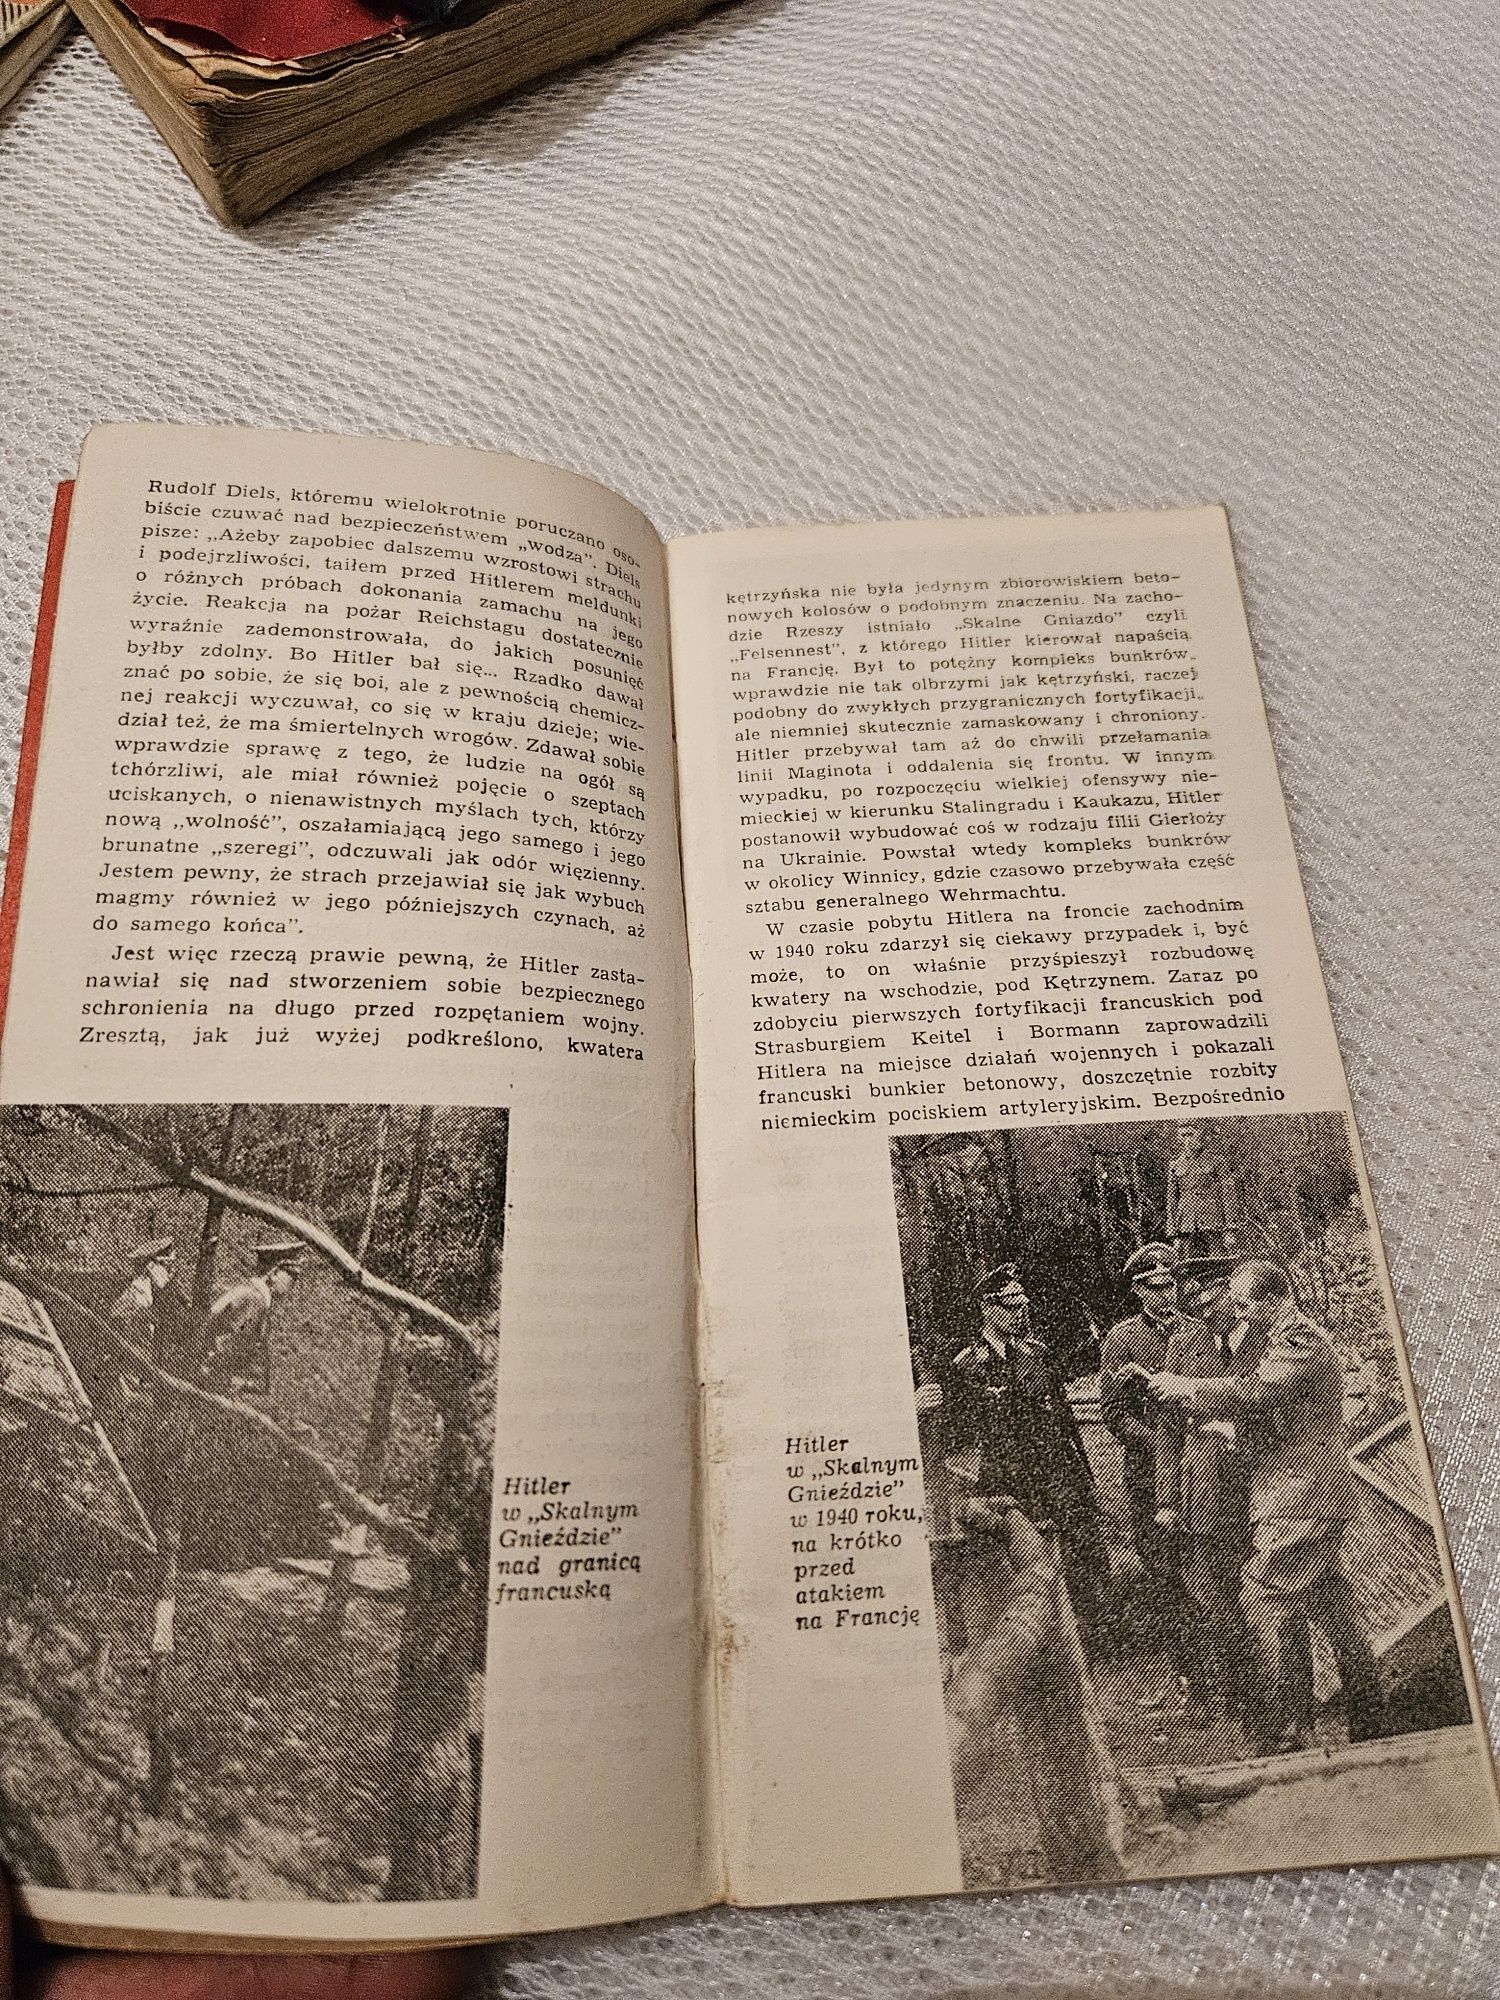 Rudolf Diels, któremu wielokrotnie poruczano oso-
biście czuwać nad bezpieczeństwem „wodza”. Diels
pisze: „Ażeby zapobiec dalszemu wzrostowi strachu
i podejrzliwości, taiłem przed Hitlerem meldunki
o różnych próbach dokonania zamachu na jego
życie. Reakcja na pożar Reichstagu dostatecznie
wyraźnie zademonstrowała, do jakich posunięć
byłby zdolny. Bo Hitler bał się... Rzadko dawał
znać po sobie, że się boi, ale z pewnością chemicz-
nej reakcji wyczuwał, co się w kraju dzieje; wie-
dział też, że ma śmiertelnych wrogów. Zdawał sobie
wprawdzie sprawę z tego, że ludzie na ogół są
tchórzliwi, ale miał również pojęcie o szeptach
uciskanych, o nienawistnych myślach tych, którzy
nową „wolność”, oszałamiającą jego samego i jego
brunatne „szeregi”, odczuwali jak odór więzienny.
Jestem pewny, że strach przejawiał się jak wybuch
magmy również w jego późniejszych czynach, aż
do samego końca”.
Jest więc rzeczą prawie pewną, że Hitler zasta-
nawiał się nad stworzeniem sobie bezpiecznego
schronienia na długo przed rozpętaniem wojny.
Zresztą, jak już wyżej podkreślono, kwatera
Hitler
w „Skalnym
Gnieździe”
nad granicą
francuską
kętrzyńska nie była jedynym zbiorowiskiem beto-
nowych kolosów o podobnym znaczeniu. Na zacho-
dzie Rzeszy istniało „Skalne Gniazdo” czyli
„Felsennest”, z którego Hitler kierował napaścią
na Francję. Był to potężny kompleks bunkrów,
wprawdzie nie tak olbrzymi jak kętrzyński, raczej
podobny do zwykłych przygranicznych fortyfikacji,
ale niemniej skutecznie zamaskowany i chroniony.
Hitler przebywał tam aż do chwili przełamania
linii Maginota i oddalenia się frontu. W innym
wypadku, po rozpoczęciu wielkiej ofensywy nie-
mieckiej w kierunku Stalingradu i Kaukazu, Hitler
postanowił wybudować coś w rodzaju filii Gierłoży
na Ukrainie. Powstał wtedy kompleks bunkrów
w okolicy Winnicy, gdzie czasowo przebywała część
sztabu generalnego Wehrmachtu.
W czasie pobytu Hitlera na froncie zachodnim
w 1940 roku zdarzył się ciekawy przypadek i, być
może, to on właśnie przyśpieszył rozbudowę
kwatery na wschodzie, pod Kętrzynem. Zaraz po
zdobyciu pierwszych fortyfikacji francuskich pod
Strasburgiem Keitel i Bormann zaprowadzili
Hitlera na miejsce działań wojennych i pokazali
francuski bunkier betonowy, doszczętnie rozbity
niemieckim pociskiem artyleryjskim. Bezpośrednio
Hitler
w „Skalnym
Gnieździe”
w 1940 roku,
na krótko
przed
atakiem
na Francję